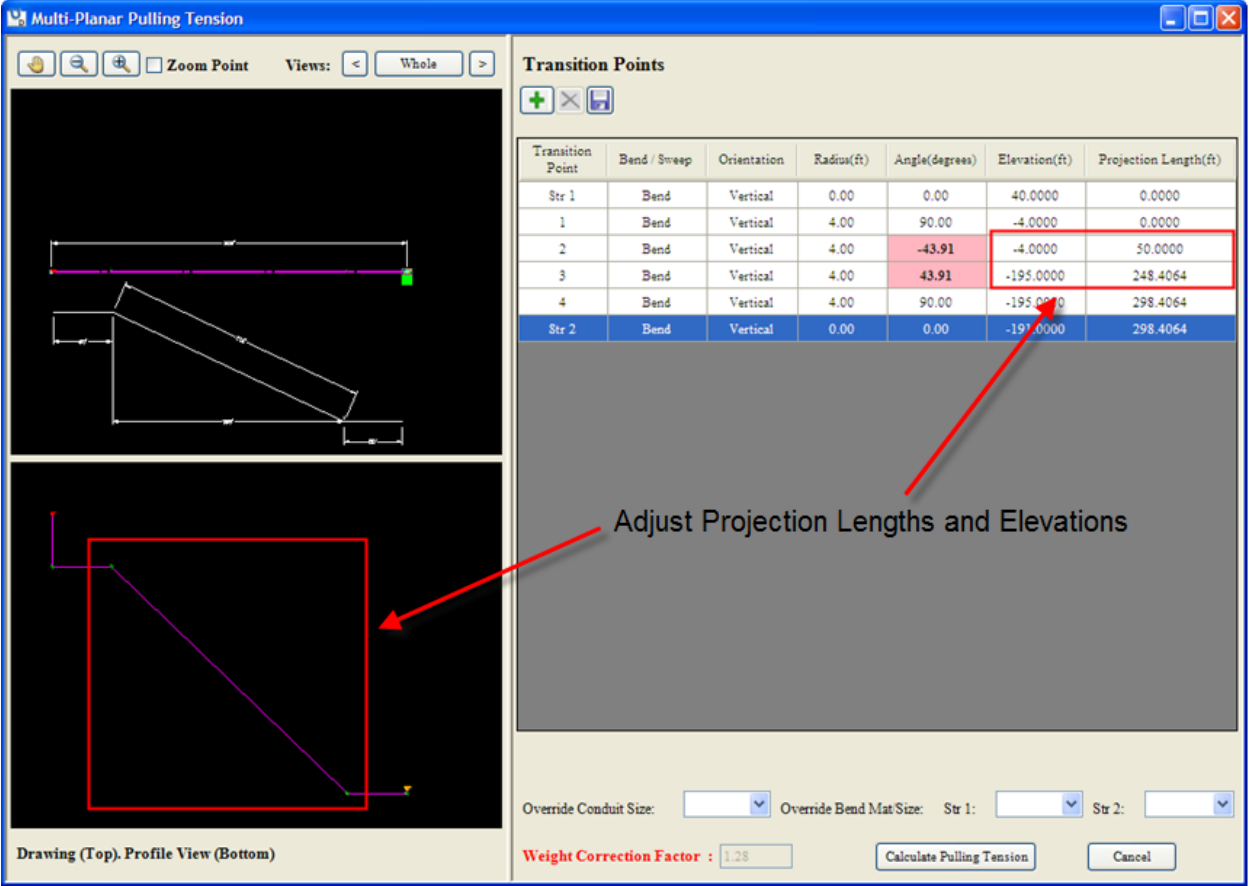 Multi-Planar Pulling Tension
Zoom Point Views: < Whole >
Transition Points
Transition Point Bend / Sweep Orientation Radius(ft) Angle(degrees) Elevation(ft) Projection Length(ft)
Str 1 Bend Vertical 0.00 0.00 40.0000 0.0000
1 Bend Vertical 4.00 90.00 -4.0000 0.0000
2 Bend Vertical 4.00 -43.91 -4.0000 50.0000
3 Bend Vertical 4.00 43.91 -195.0000 248.4064
4 Bend Vertical 4.00 90.00 -195.0000 298.4064
Str 2 Bend Vertical 0.00 0.00 -191.0000 298.4064
Adjust Projection Lengths and Elevations
Override Conduit Size: Override Bend Mat/Size: Str 1: Str 2:
Drawing (Top). Profile View (Bottom)
Weight Correction Factor : 1.28 Calculate Pulling Tension Cancel